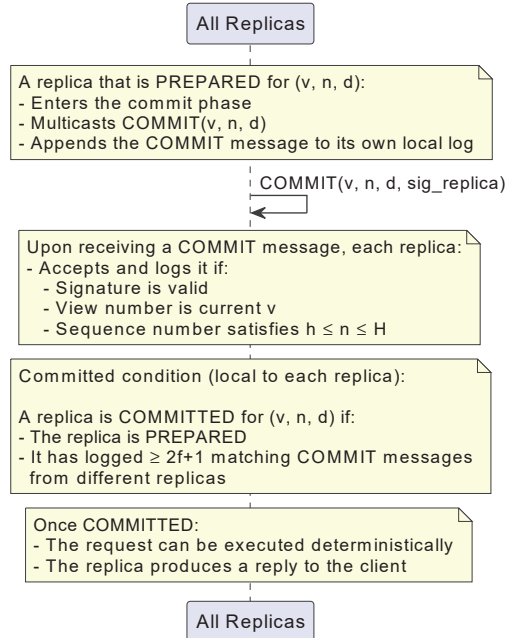 All Replicas
A replica that is PREPARED for (v, n, d):
- Enters the commit phase
- Multicasts COMMIT(v, n, d)
- Appends the COMMIT message to its own local log
COMMIT(v, n, d, sig_replica)
Upon receiving a COMMIT message, each replica:
- Accepts and logs it if:
- Signature is valid
- View number is current v
- Sequence number satisfies h ≤ n ≤ H
Committed condition (local to each replica):
A replica is COMMITTED for (v, n, d) if:
- The replica is PREPARED
- It has logged ≥ 2f+1 matching COMMIT messages
from different replicas
Once COMMITTED:
- The request can be executed deterministically
- The replica produces a reply to the client
All Replicas